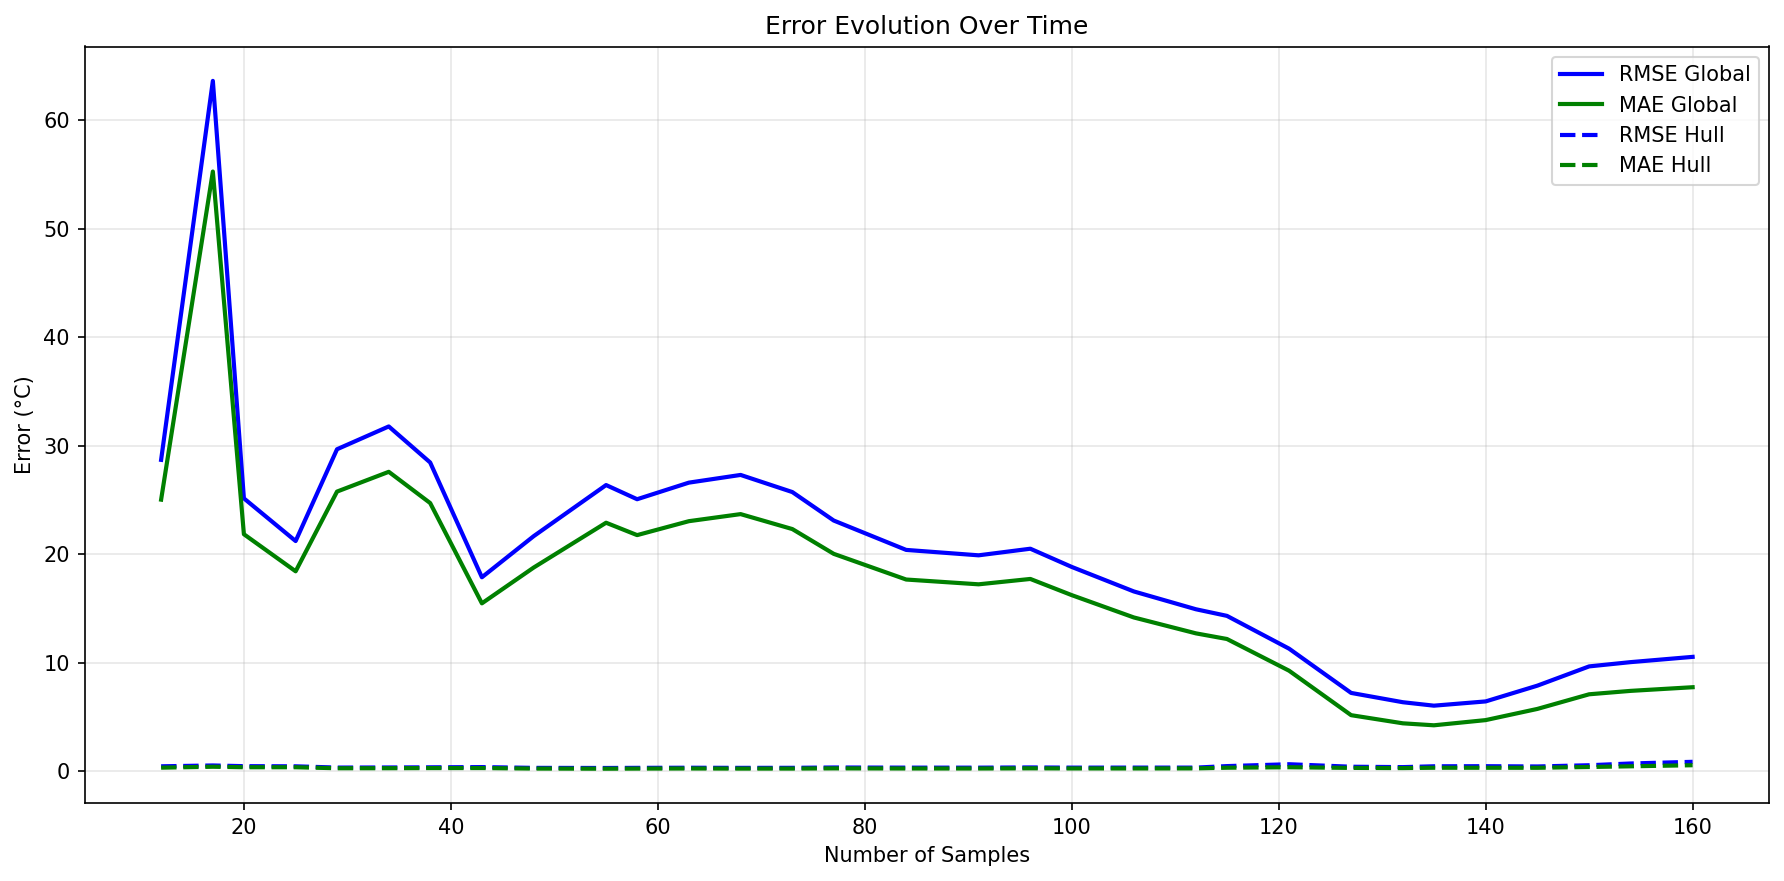 Error Evolution Over Time
RMSE Global
MAE Global
RMSE Hull
MAE Hull
Error (°C)
60
50
40
30
20
10
0
20 40 60 80 100 120 140 160
Number of Samples